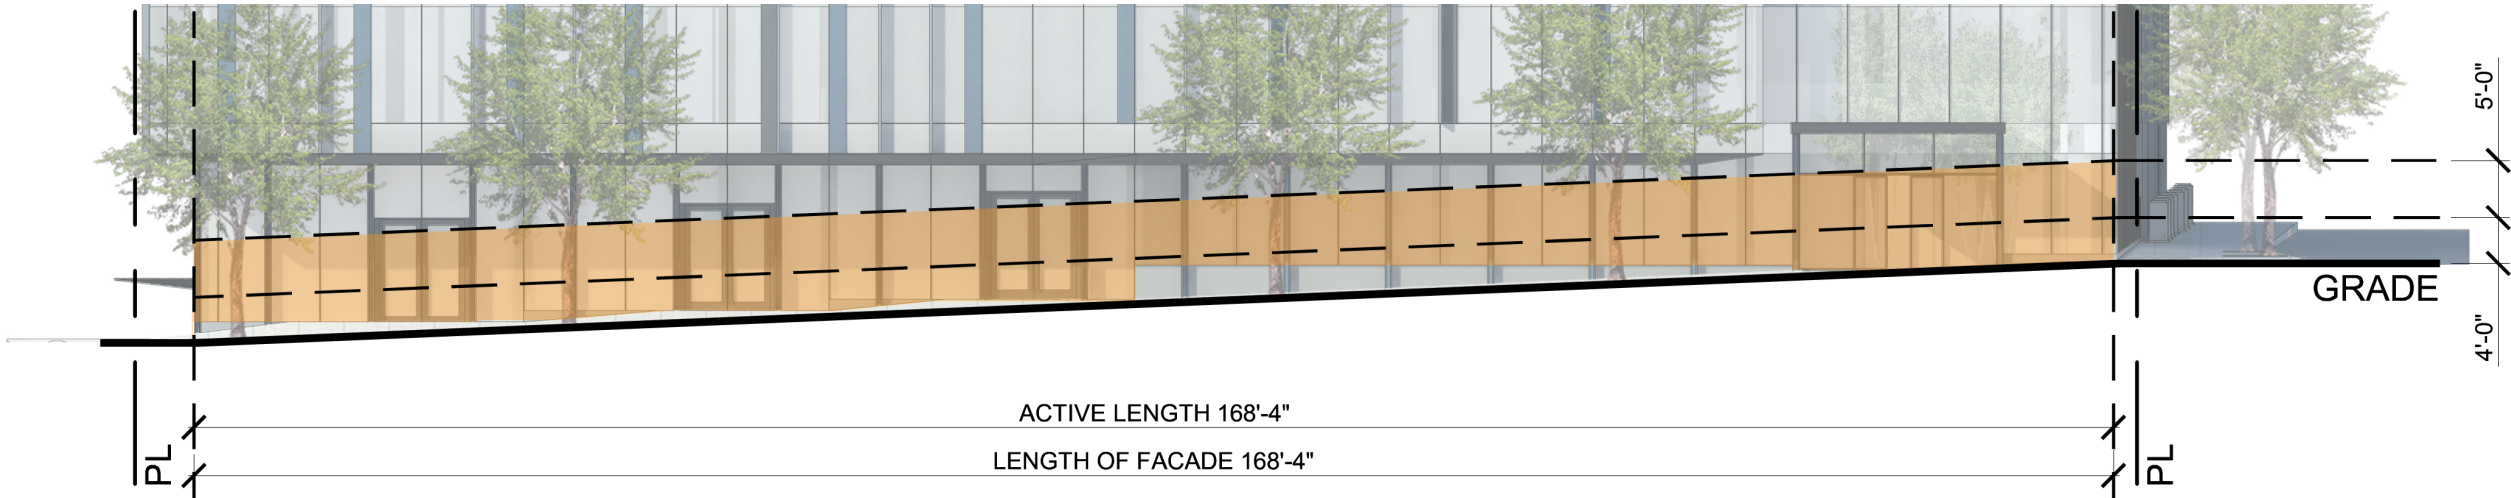 5'-0"
GRADE
4'-0"
ACTIVE LENGTH 168'-4"
LENGTH OF FACADE 168'-4"
PL
PL